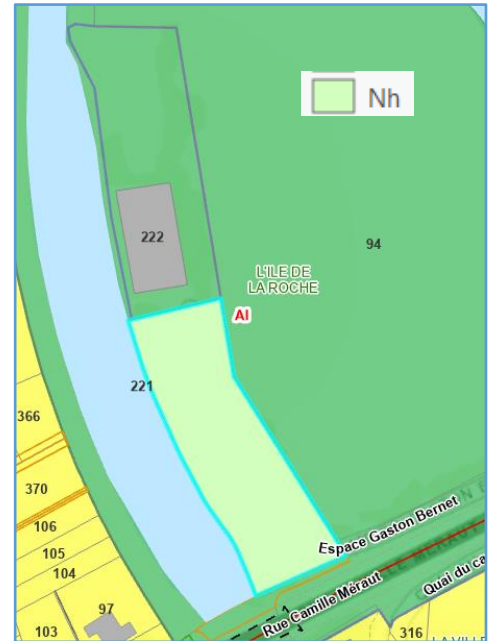 Nh
222
94
L'ILE DE
LA ROCHE
AI
221
366
370
106
105
104
103
97
Espace Gaston Bernet
Rue Camille Méraut
Quai du ca
316